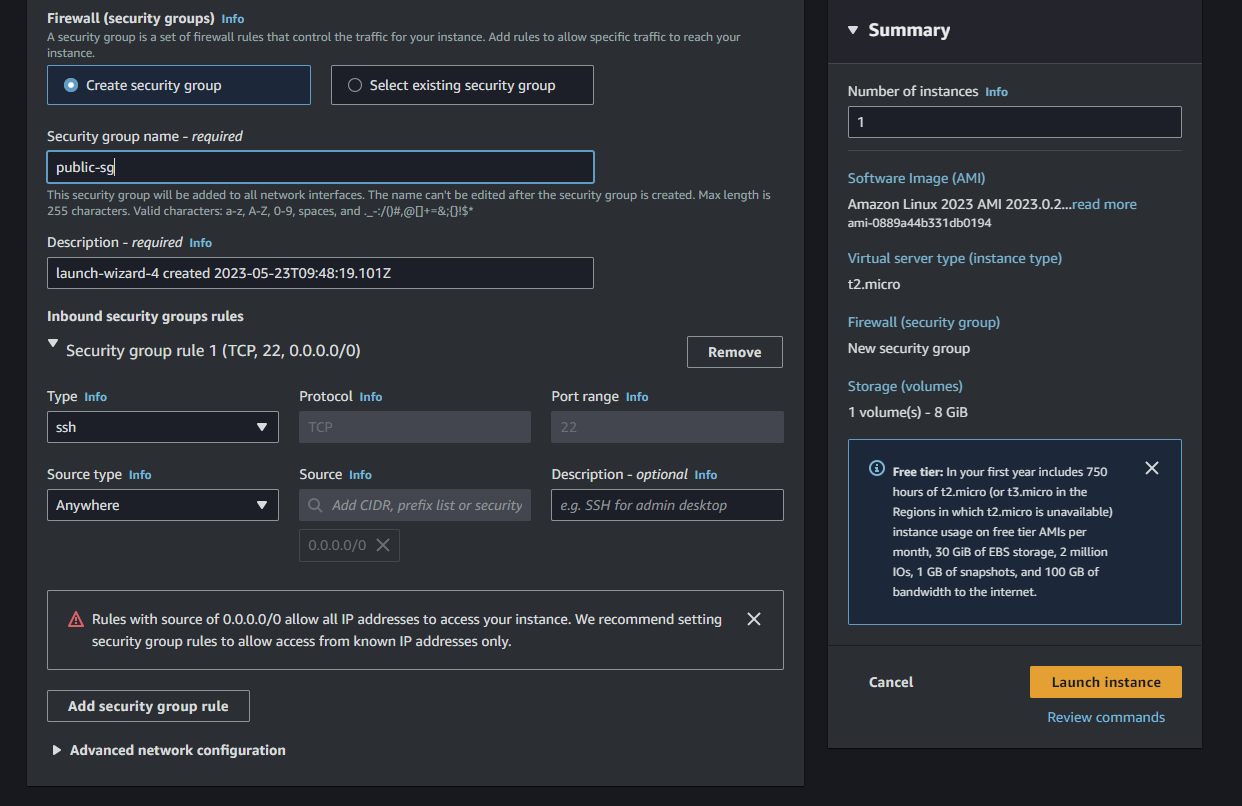 Firewall (security groups) Info
A security group is a set of firewall rules that control the traffic for your instance. Add rules to allow specific traffic to reach your
instance.
Create security group
Select existing security group
Security group name - required
public-sg
This security group will be added to all network interfaces. The name can't be edited after the security group is created. Max length is
255 characters. Valid characters: a-z, A-Z, 0-9, spaces, and ._-:/()#,@[]+=&;{}!$*
Description - required Info
launch-wizard-4 created 2023-05-23T09:48:19.101Z
Inbound security groups rules
Security group rule 1 (TCP, 22, 0.0.0.0/0)
Remove
Type Info
Protocol Info
Port range Info
ssh
TCP
22
Source type Info
Source Info
Description - optional Info
Anywhere
Add CIDR, prefix list or security
e.g. SSH for admin desktop
0.0.0.0/0
Rules with source of 0.0.0.0/0 allow all IP addresses to access your instance. We recommend setting
security group rules to allow access from known IP addresses only.
Add security group rule
Advanced network configuration
Summary
Number of instances Info
1
Software Image (AMI)
Amazon Linux 2023 AMI 2023.0.2...read more
ami-0889a44b331db0194
Virtual server type (instance type)
t2.micro
Firewall (security group)
New security group
Storage (volumes)
1 volume(s) - 8 GiB
Free tier: In your first year includes 750
hours of t2.micro (or t3.micro in the
Regions in which t2.micro is unavailable)
instance usage on free tier AMIs per
month, 30 GiB of EBS storage, 2 million
IOs, 1 GB of snapshots, and 100 GB of
bandwidth to the internet.
Cancel
Launch instance
Review commands